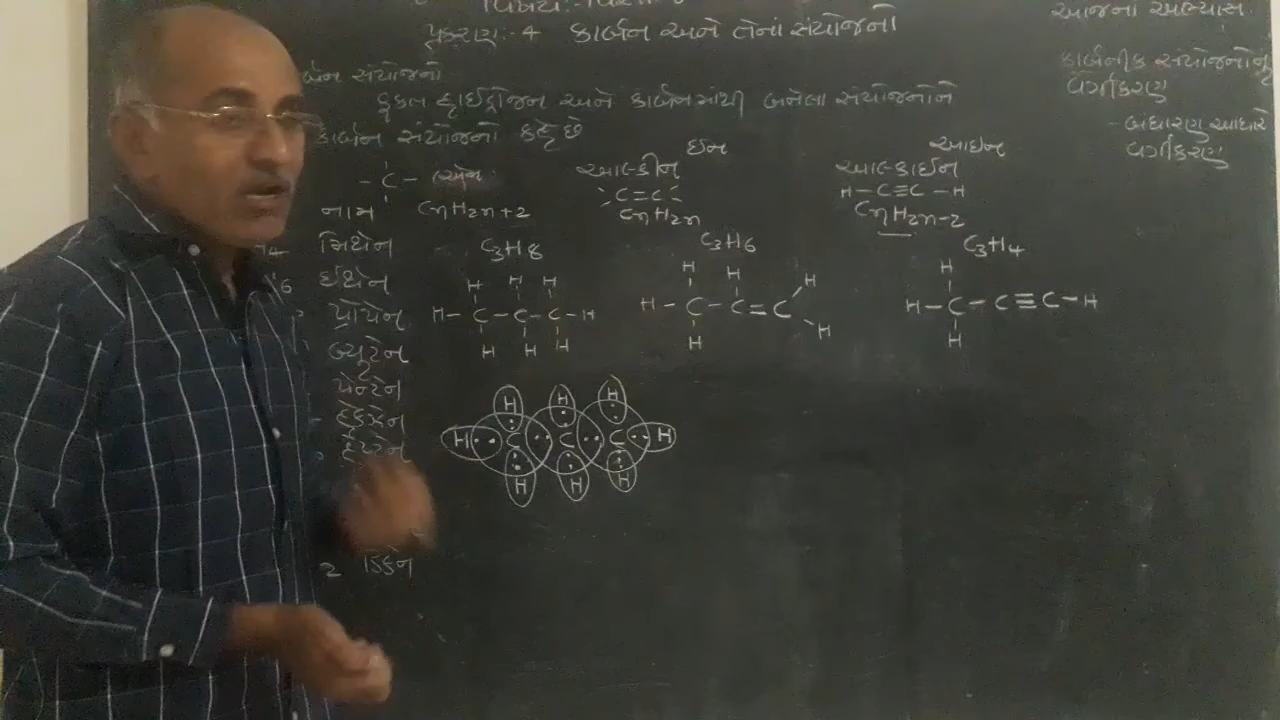 પ્રકરણ:- 4 કાર્બન અને તેનાં સંયોજનો
સંયોજનો
ફકત હાઈડ્રોજન અને કાર્બનમાંથી બનેલા સંયોજનોને
કાર્બન સંયોજનો કહે છે
આજનાં અભ્યાસ
કાર્બનીક સંયોજનોનું
વર્ગીકરણ
- બંધારણ આધારે
વર્ગીકરણ
ઈન
આઈન
- C - એન
આલ્કીન
આલ્કાઈન
C=C
H-C≡C-H
નામ CnH2n+2
CnH2n
CnH2n-2
મિથેન C3H8
C3H6
C3H4
ઈથેન
પ્રોપેન
બ્યુટેન
પેન્ટેન
હેકઝેન
હેપ્ટેન
ડેકેન
H H H
H - C - C - C - H
H H H
H H H
H - C - C = C
H H
H
H - C - C ≡ C - H
H
H H H
H C C C H
H H H